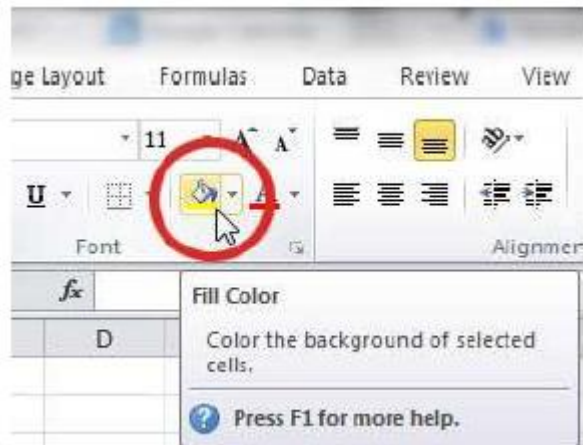 ge Layout Formulas Data Review View
11 A A
U A
Font Alignmen
fx
D
Fill Color
Color the background of selected
cells.
Press F1 for more help.